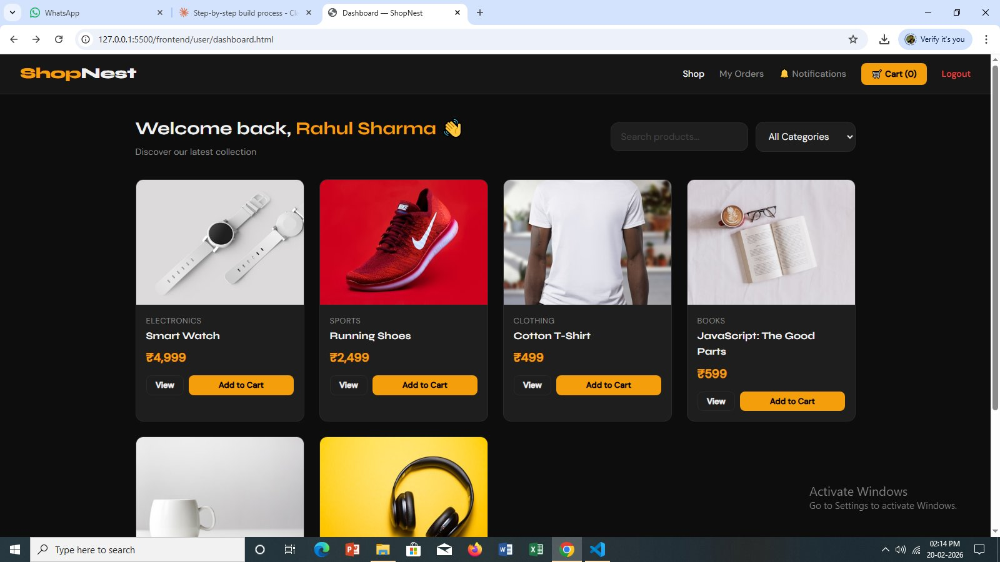 WhatsApp
Step-by-step build process - Cla
Dashboard — ShopNest
127.0.0.1:5500/frontend/user/dashboard.html
Verify it's you
ShopNest
Shop
My Orders
🔔 Notifications
🛒 Cart (0)
Logout
Welcome back, Rahul Sharma 👋
Discover our latest collection
Search products...
All Categories
NIKE
ELECTRONICS
Smart Watch
₹4,999
View
Add to Cart
SPORTS
Running Shoes
₹2,499
View
Add to Cart
CLOTHING
Cotton T-Shirt
₹499
View
Add to Cart
BOOKS
JavaScript: The Good
Parts
₹599
View
Add to Cart
Activate Windows
Go to Settings to activate Windows.
Type here to search
02:14 PM
20-02-2026